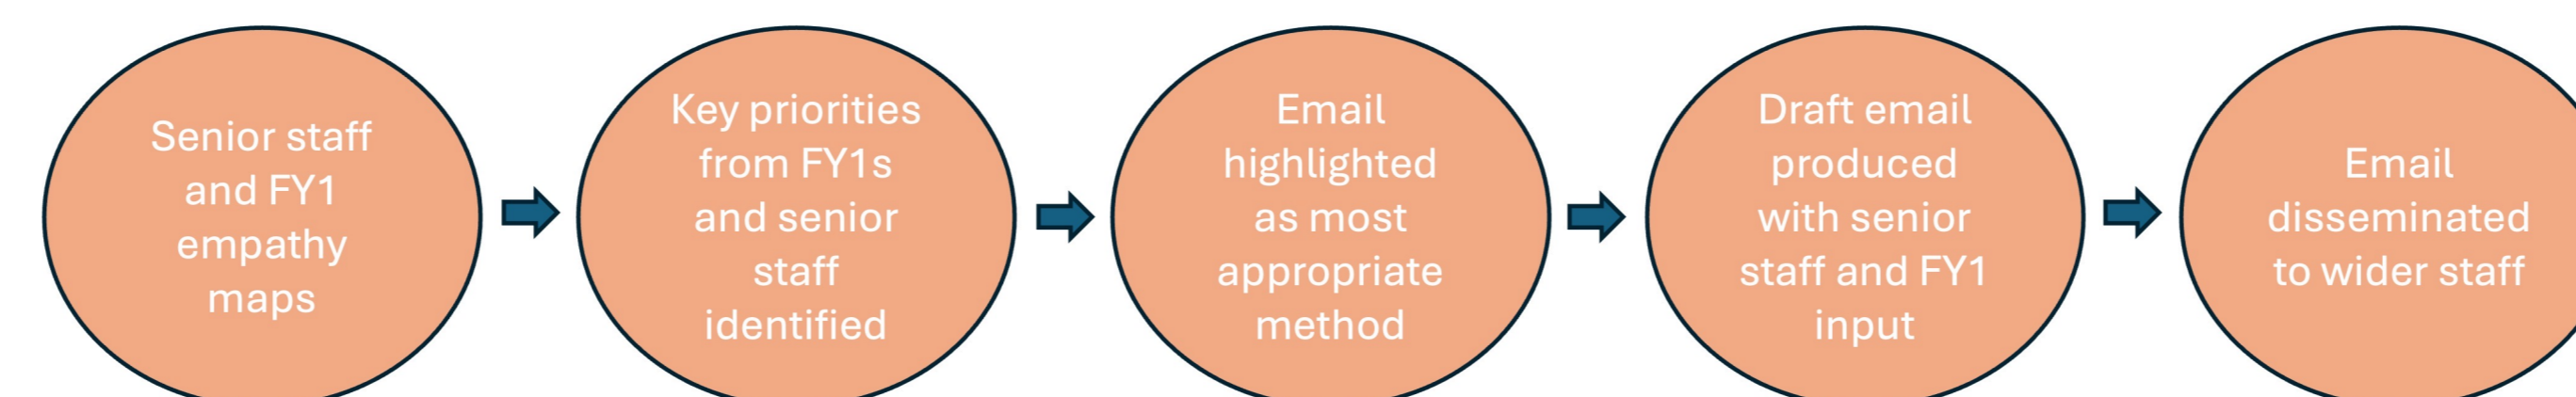 Senior staff
and FY1
empathy
maps
Key priorities
from FY1s
and senior
staff
identified
Email
highlighted
as most
appropriate
method
Draft email
produced
with senior
staff and FY1
input
Email
disseminated
to wider staff